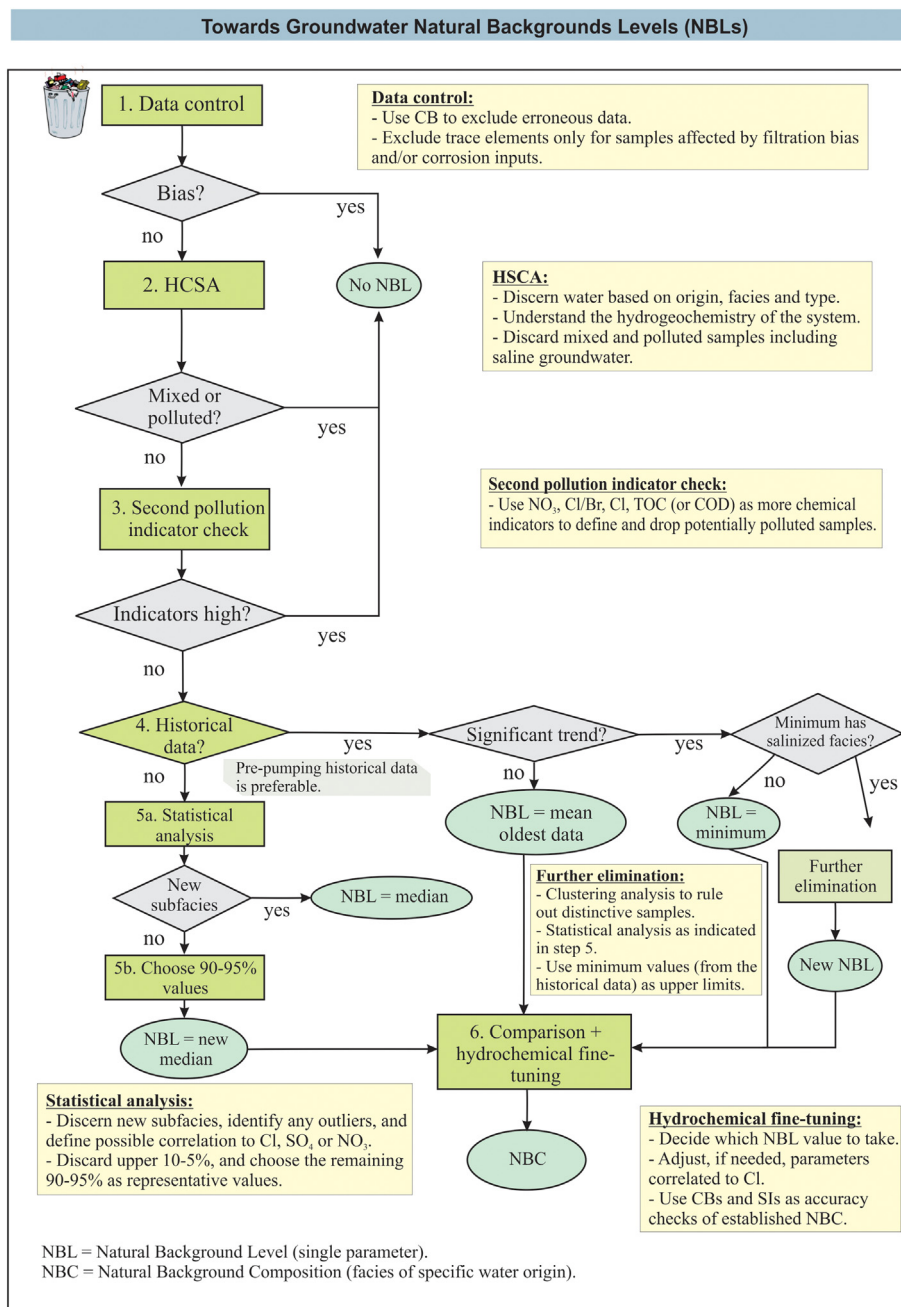 Towards Groundwater Natural Backgrounds Levels (NBLs)
1. Data control
Data control:
- Use CB to exclude erroneous data.
- Exclude trace elements only for samples affected by filtration bias
and/or corrosion inputs.
Bias?
yes
no
2. HCSA
No NBL
HSCA:
- Discern water based on origin, facies and type.
- Understand the hydrogeochemistry of the system.
- Discard mixed and polluted samples including
saline groundwater.
Mixed or
polluted?
yes
no
3. Second pollution
indicator check
Second pollution indicator check:
- Use NO3, Cl/Br, Cl, TOC (or COD) as more chemical
indicators to define and drop potentially polluted samples.
Indicators high?
yes
no
4. Historical
data?
yes
Significant trend?
yes
Minimum has
salinized facies?
no
Pre-pumping historical data
is preferable.
no
no
yes
5a. Statistical
analysis
NBL = mean
oldest data
NBL =
minimum
New
subfacies
yes
NBL = median
Further elimination:
- Clustering analysis to rule
out distinctive samples.
- Statistical analysis as indicated
in step 5.
- Use minimum values (from the
historical data) as upper limits.
Further
elimination
no
5b. Choose 90-95%
values
New NBL
NBL = new
median
6. Comparison +
hydrochemical fine-
tuning
Statistical analysis:
- Discern new subfacies, identify any outliers, and
define possible correlation to Cl, SO4 or NO3.
- Discard upper 10-5%, and choose the remaining
90-95% as representative values.
NBC
Hydrochemical fine-tuning:
- Decide which NBL value to take.
- Adjust, if needed, parameters
correlated to Cl.
- Use CBs and SIs as accuracy
checks of established NBC.
NBL = Natural Background Level (single parameter).
NBC = Natural Background Composition (facies of specific water origin).